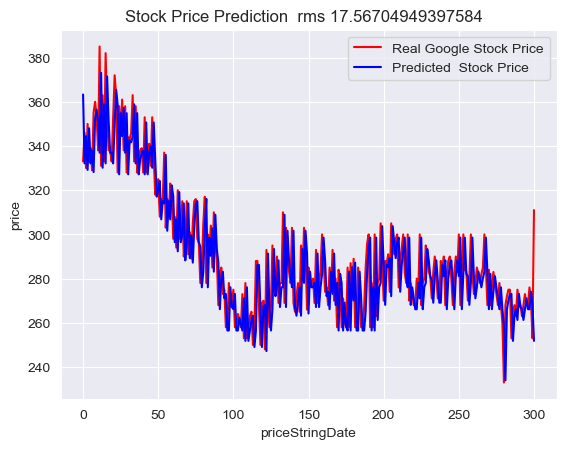 Stock Price Prediction  rms 17.56704949397584
Real Google Stock Price
Predicted  Stock Price
price
380
360
340
320
300
280
260
240
0 50 100 150 200 250 300
priceStringDate